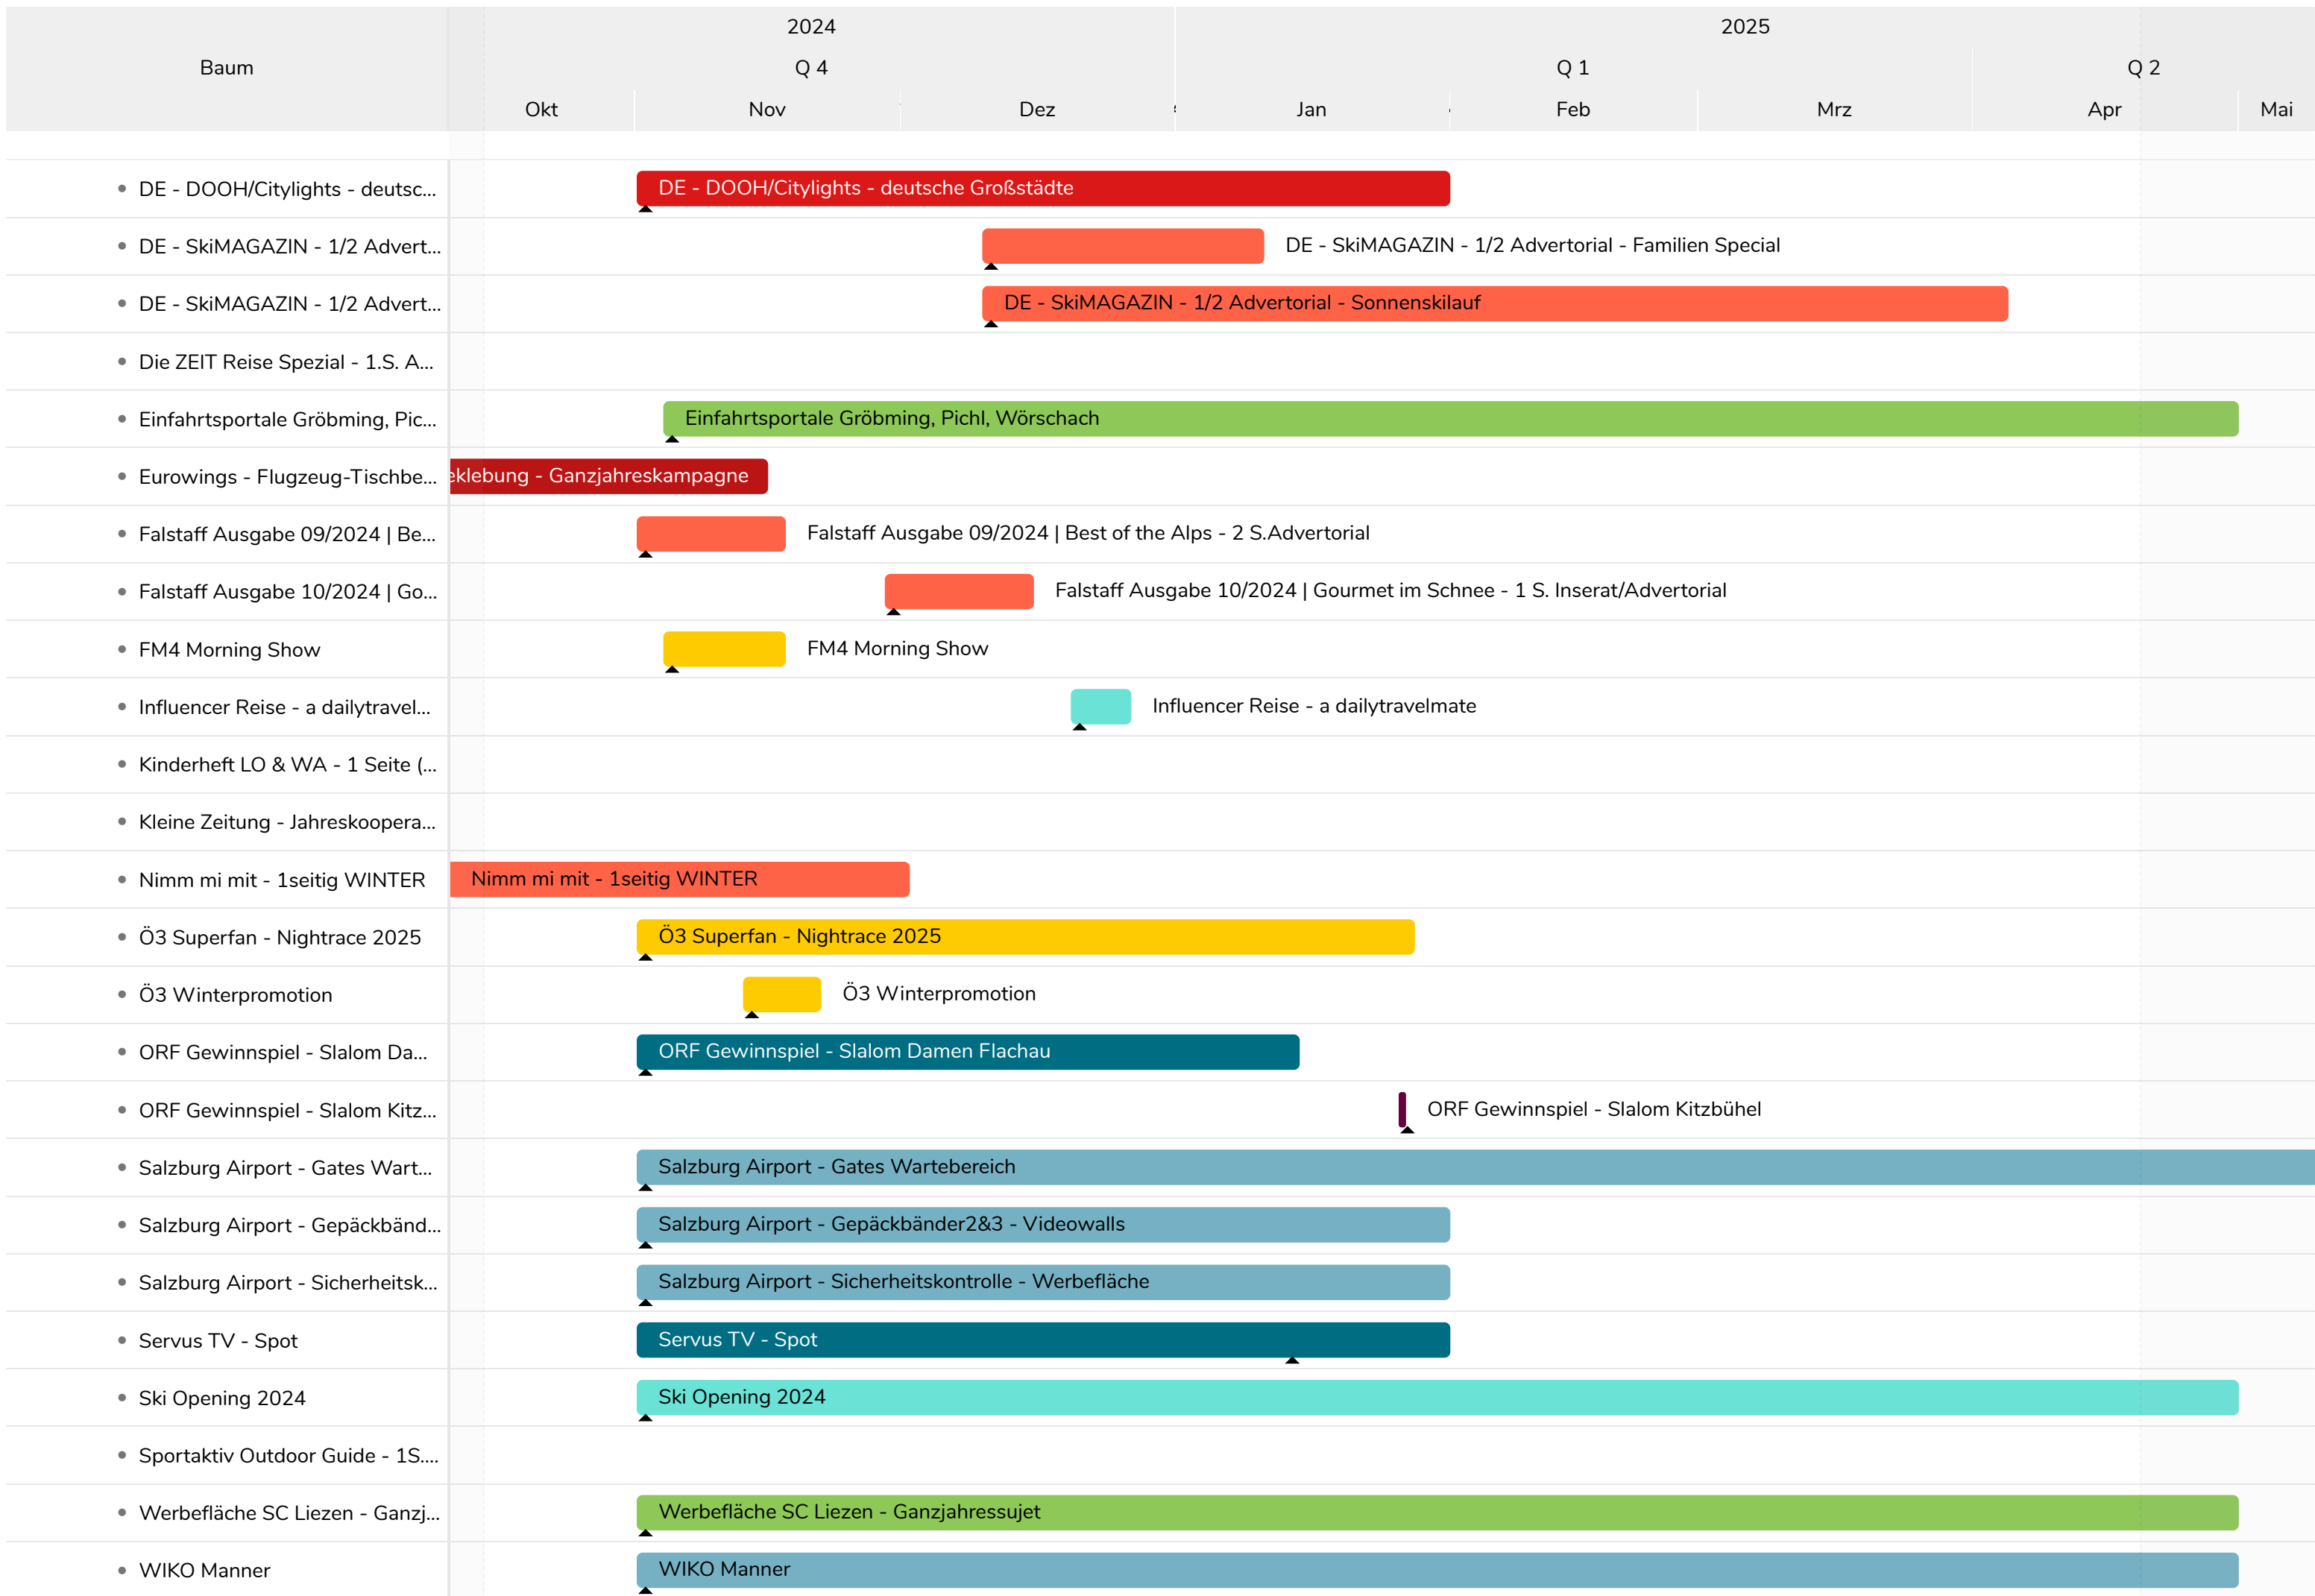 2024
2025
Baum
Q 4
Q 1
Q 2
Okt
Nov
Dez
Jan
Feb
Mrz
Apr
Mai
DE - DOOH/Citylights - deutsc...
DE - DOOH/Citylights - deutsche Großstädte
DE - SkiMAGAZIN - 1/2 Advert...
DE - SkiMAGAZIN - 1/2 Advertorial - Familien Special
DE - SkiMAGAZIN - 1/2 Advert...
DE - SkiMAGAZIN - 1/2 Advertorial - Sonnenskilauf
Die ZEIT Reise Spezial - 1.S. A...
Einfahrtsportale Gröbming, Pic...
Einfahrtsportale Gröbming, Pichl, Wörschach
Eurowings - Flugzeug-Tischbe...
eklebung - Ganzjahreskampagne
Falstaff Ausgabe 09/2024 | Be...
Falstaff Ausgabe 09/2024 | Best of the Alps - 2 S.Advertorial
Falstaff Ausgabe 10/2024 | Go...
Falstaff Ausgabe 10/2024 | Gourmet im Schnee - 1 S. Inserat/Advertorial
FM4 Morning Show
FM4 Morning Show
Influencer Reise - a dailytravel...
Influencer Reise - a dailytravelmate
Kinderheft LO & WA - 1 Seite (...
Kleine Zeitung - Jahreskoopera...
Nimm mi mit - 1seitig WINTER
Nimm mi mit - 1seitig WINTER
Ö3 Superfan - Nightrace 2025
Ö3 Superfan - Nightrace 2025
Ö3 Winterpromotion
Ö3 Winterpromotion
ORF Gewinnspiel - Slalom Da...
ORF Gewinnspiel - Slalom Damen Flachau
ORF Gewinnspiel - Slalom Kitz...
ORF Gewinnspiel - Slalom Kitzbühel
Salzburg Airport - Gates Wart...
Salzburg Airport - Gates Wartebereich
Salzburg Airport - Gepäckbänd...
Salzburg Airport - Gepäckbänder2&3 - Videowalls
Salzburg Airport - Sicherheitsk...
Salzburg Airport - Sicherheitskontrolle - Werbefläche
Servus TV - Spot
Servus TV - Spot
Ski Opening 2024
Ski Opening 2024
Sportaktiv Outdoor Guide - 1S....
Werbefläche SC Liezen - Ganzj...
Werbefläche SC Liezen - Ganzjahressujet
WIKO Manner
WIKO Manner